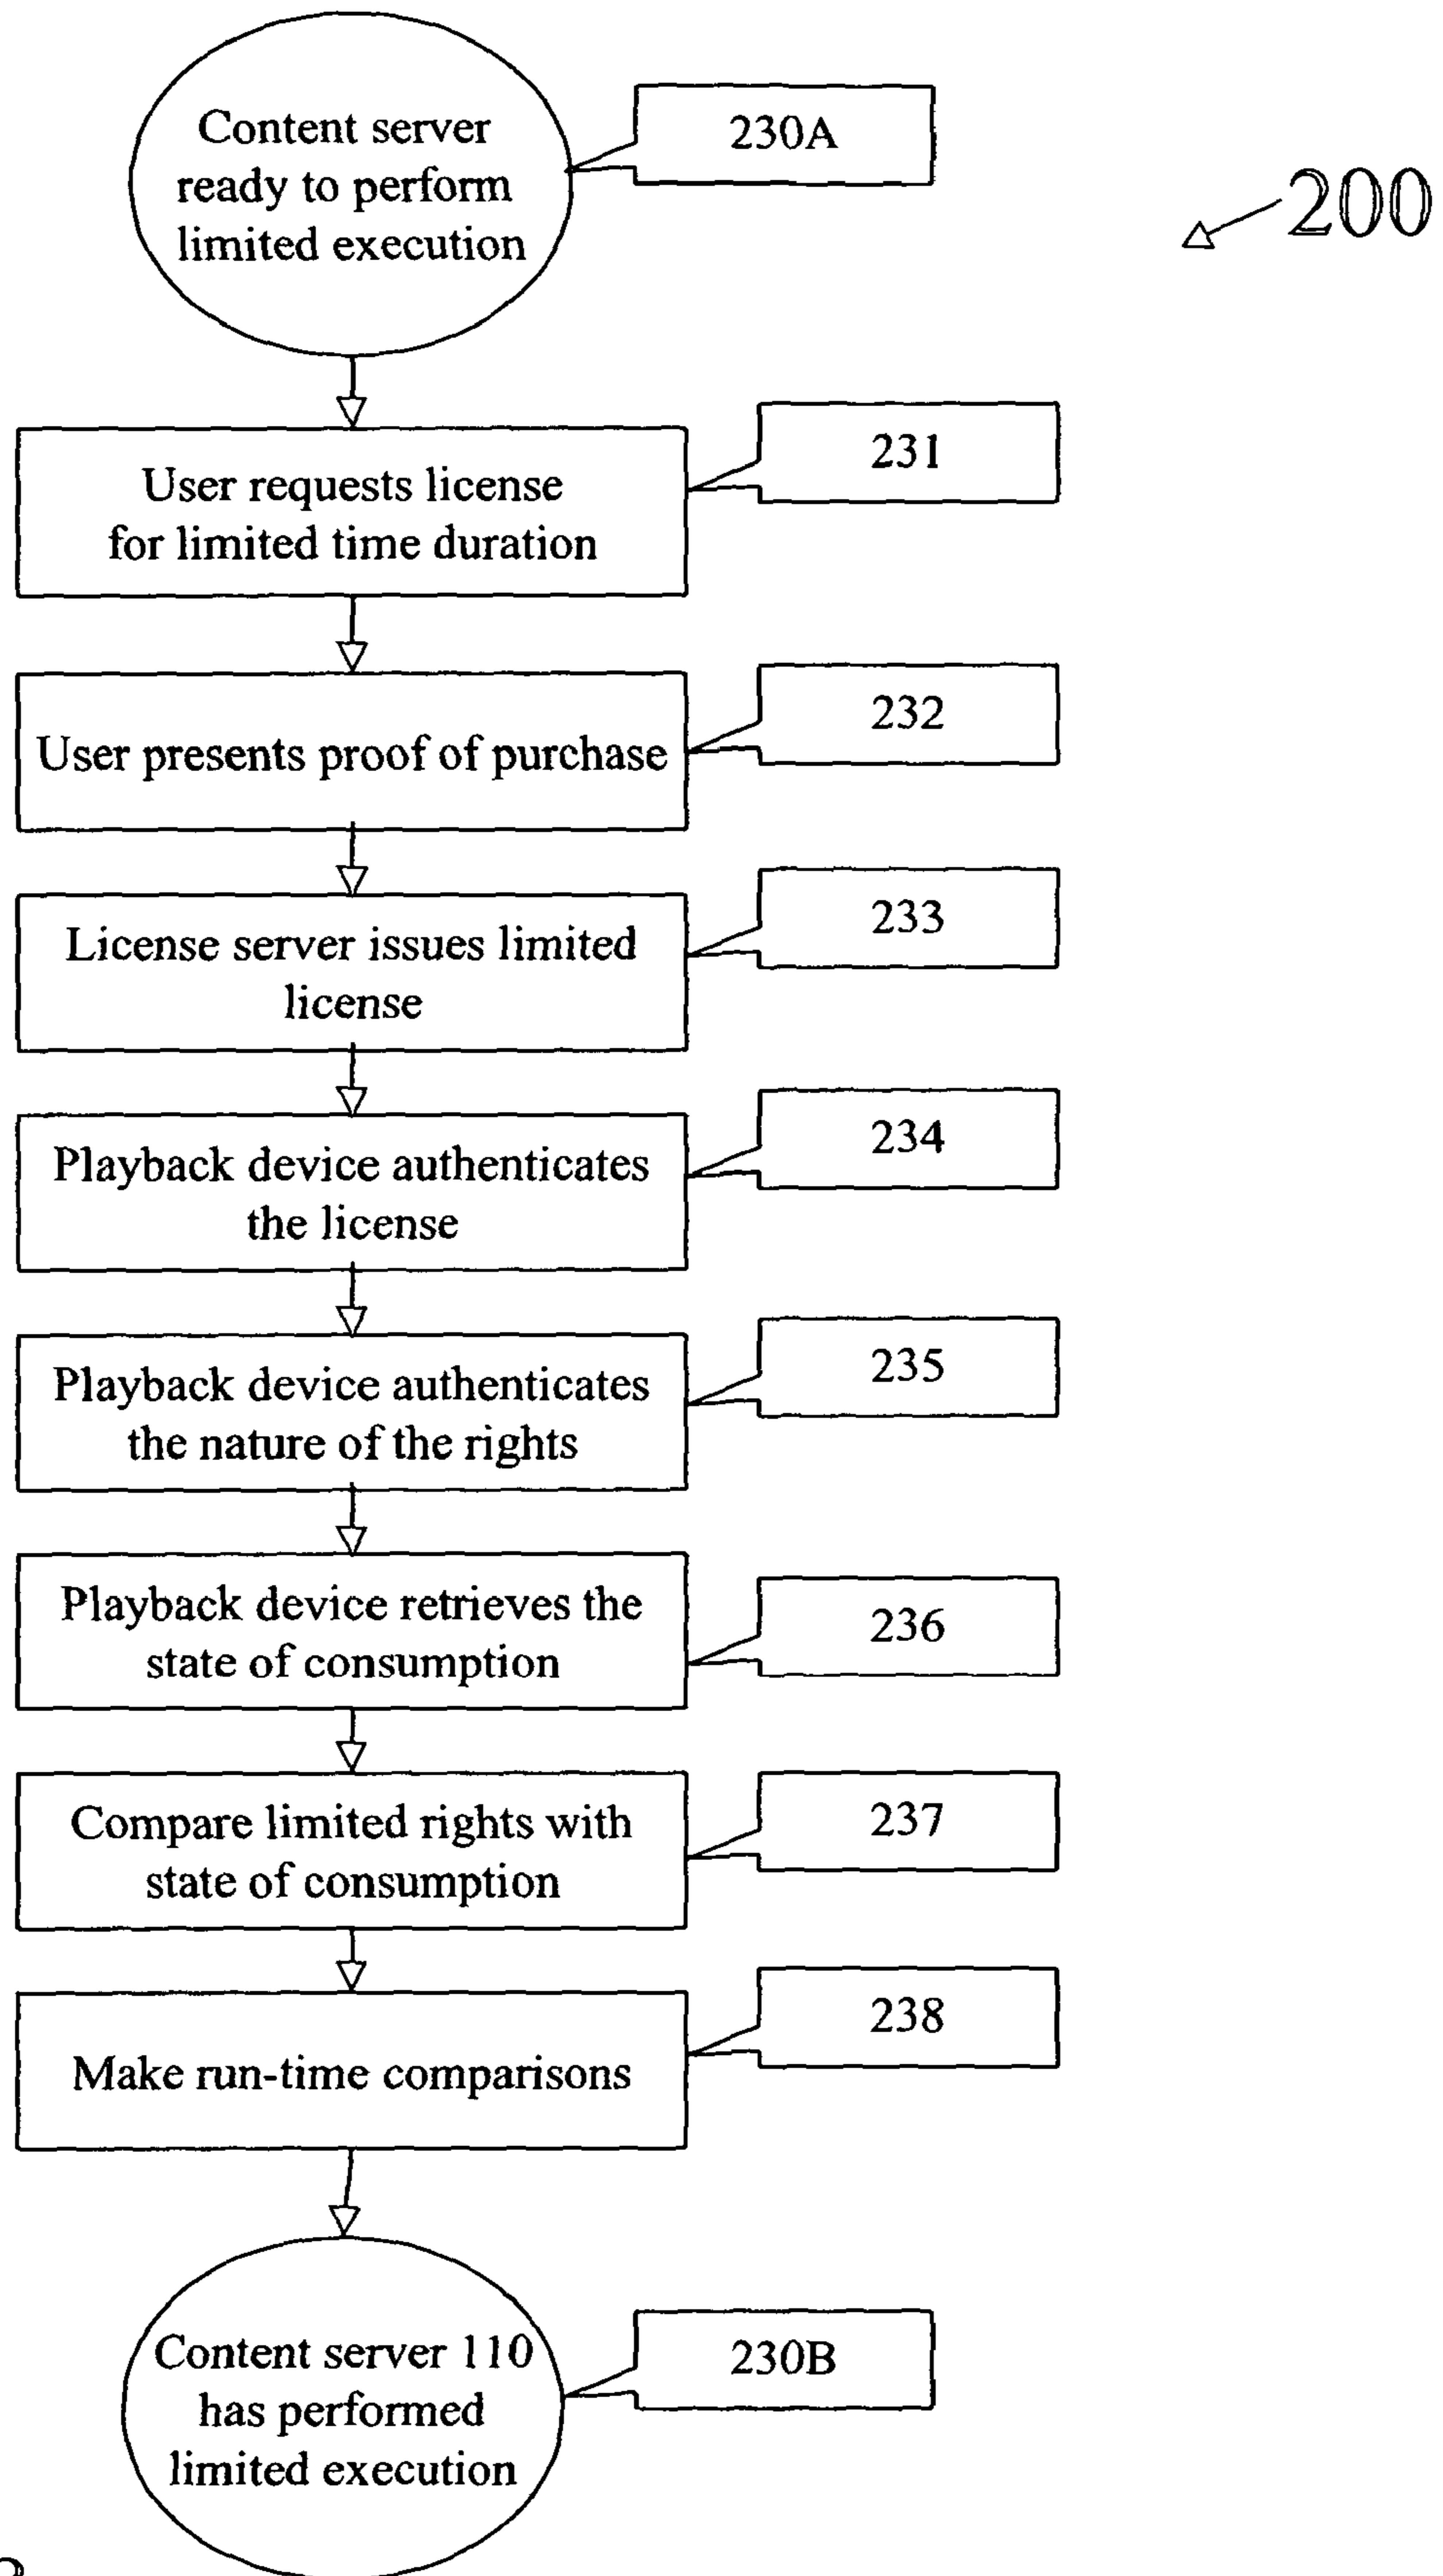 Content server
ready to perform
limited execution
230A
200
User requests license
for limited time duration
231
User presents proof of purchase
232
License server issues limited
license
233
Playback device authenticates
the license
234
Playback device authenticates
the nature of the rights
235
Playback device retrieves the
state of consumption
236
Compare limited rights with
state of consumption
237
Make run-time comparisons
238
Content server 110
has performed
limited execution
230B